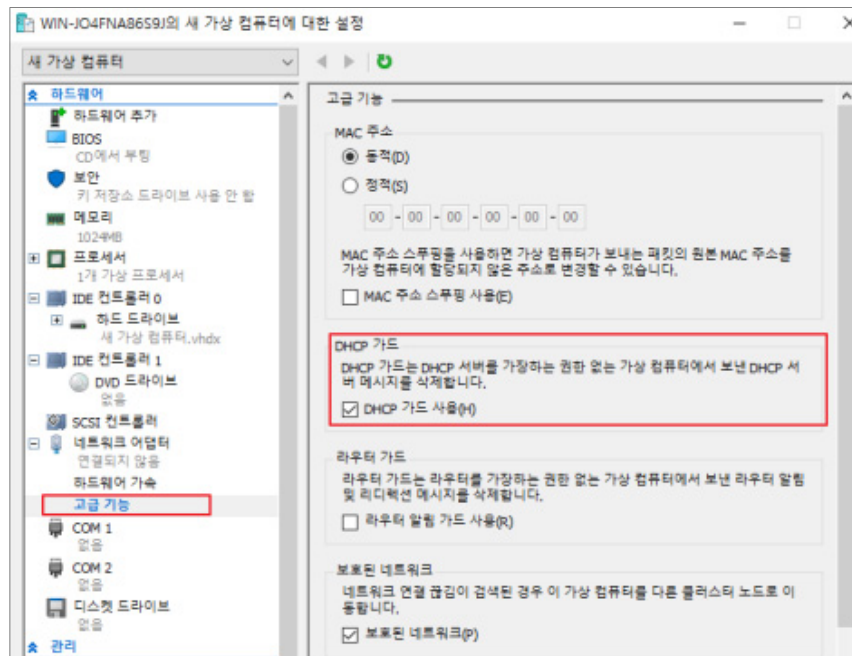 WIN-JO4FNA86S9J의 새 가상 컴퓨터에 대한 설정
새 가상 컴퓨터
하드웨어
하드웨어 추가
BIOS
CD에서 부팅
보안
키 저장소 드라이브 사용 안 함
메모리
1024MB
프로세서
1개 가상 프로세서
IDE 컨트롤러 0
하드 드라이브
새 가상 컴퓨터.vhdx
IDE 컨트롤러 1
DVD 드라이브
없음
SCSI 컨트롤러
네트워크 어댑터
연결되지 않음
하드웨어 가속
고급 기능
COM 1
없음
COM 2
없음
디스켓 드라이브
없음
관리
고급 기능
MAC 주소
동적(D)
정적(S)
00 - 00 - 00 - 00 - 00 - 00
MAC 주소 스푸핑을 사용하면 가상 컴퓨터가 보내는 패킷의 원본 MAC 주소를
가상 컴퓨터에 할당되지 않은 주소로 변경할 수 있습니다.
MAC 주소 스푸핑 사용(E)
DHCP 가드
DHCP 가드는 DHCP 서버를 가장하는 권한 없는 가상 컴퓨터에서 보낸 DHCP 서
버 메시지를 삭제합니다.
DHCP 가드 사용(H)
라우터 가드
라우터 가드는 라우터를 가장하는 권한 없는 가상 컴퓨터에서 보낸 라우터 알림
및 리디렉션 메시지를 삭제합니다.
라우터 알림 가드 사용(R)
보호된 네트워크
네트워크 연결 끊김이 검색된 경우 이 가상 컴퓨터를 다른 클러스터 노드로 이
동합니다.
보호된 네트워크(P)